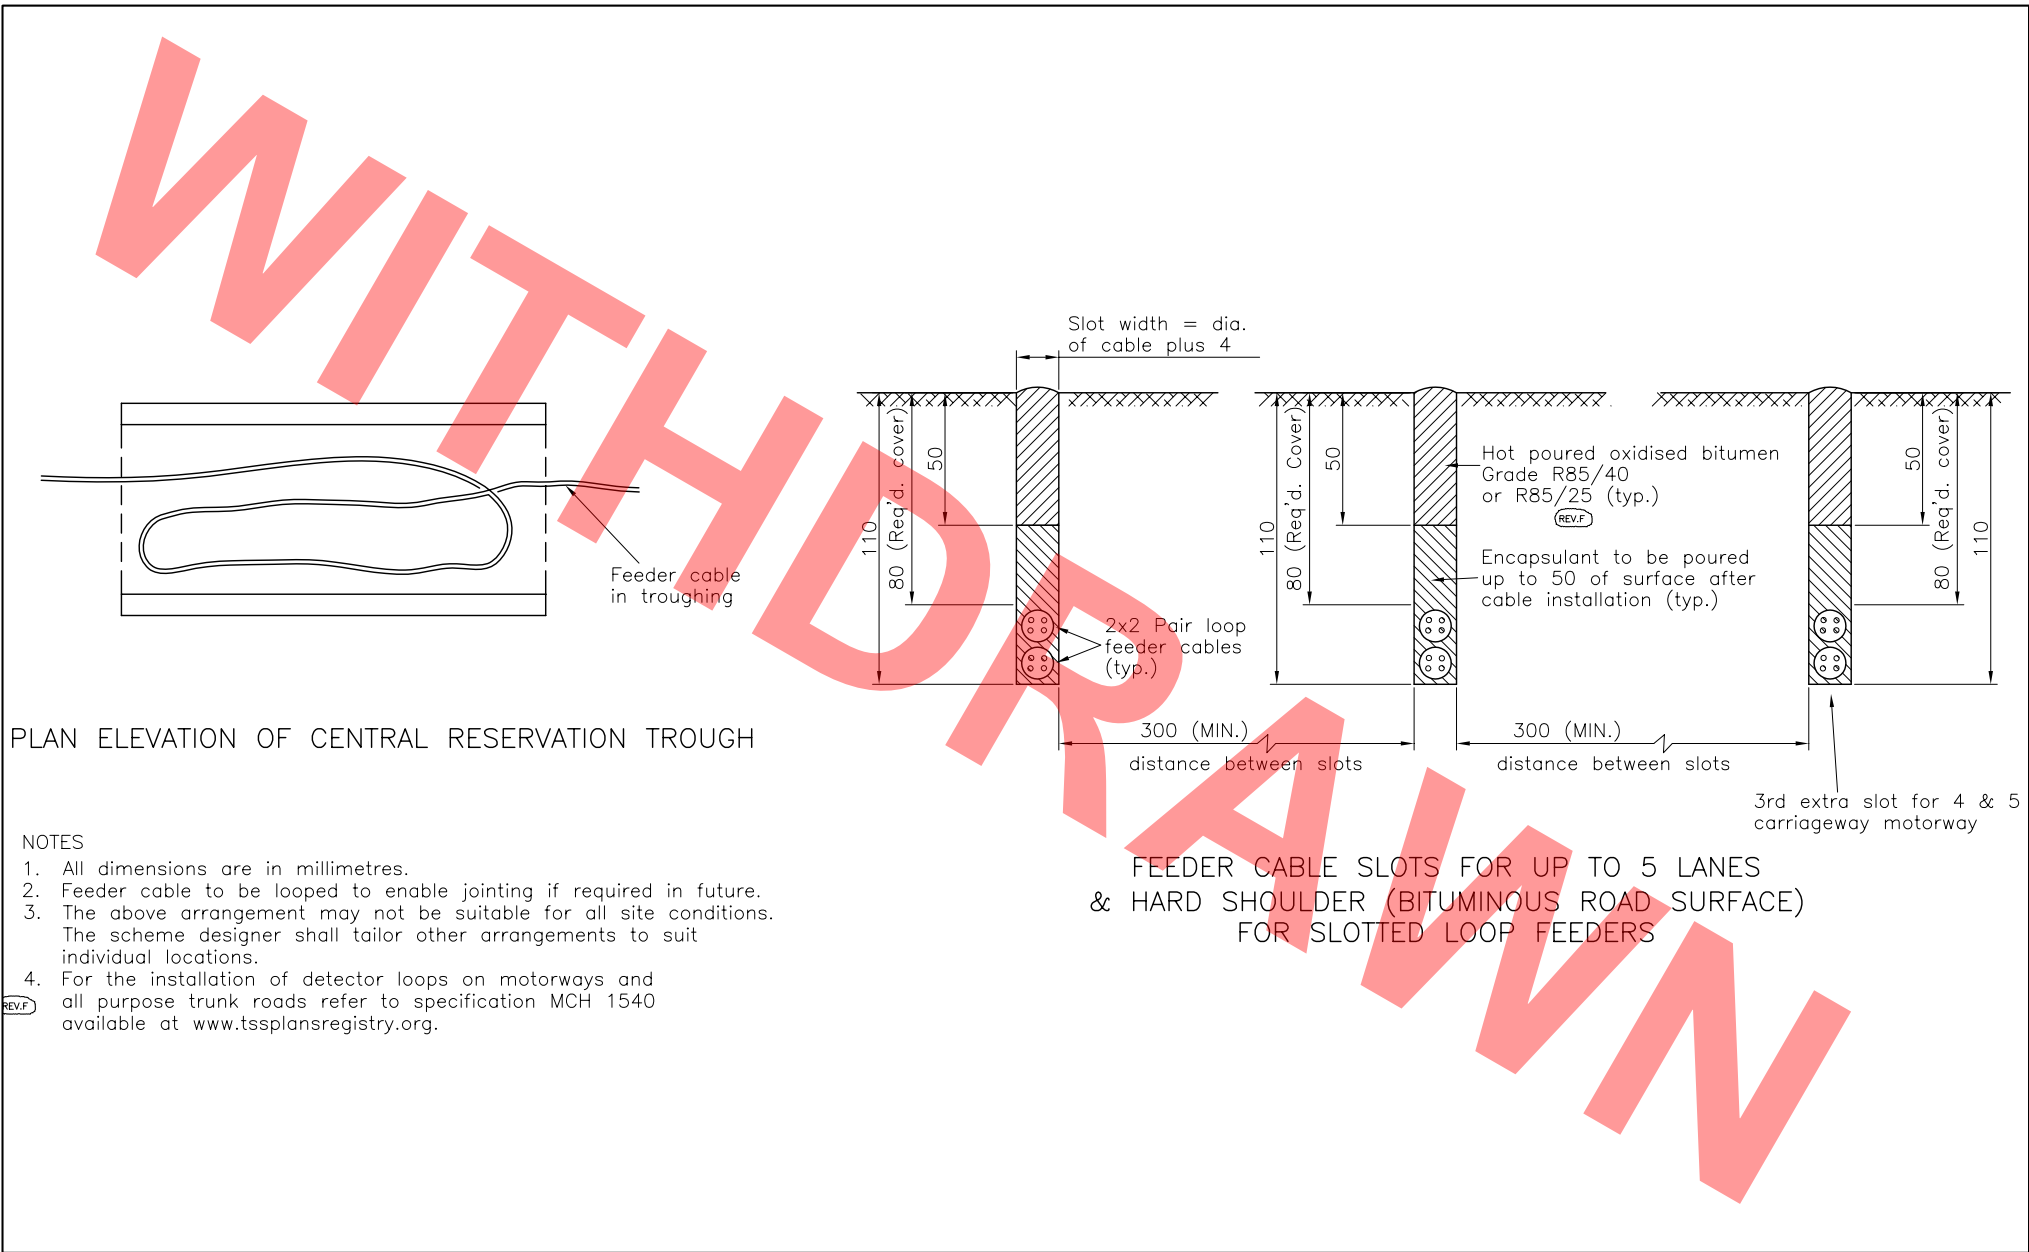 WITHDRAWN
Slot width = dia.
of cable plus 4
110
80 (Req'd. cover)
50
110
80 (Req'd. Cover)
50
Hot poured oxidised bitumen
Grade R85/40
or R85/25 (typ.)
REV.F
Encapsulant to be poured
up to 50 of surface after
cable installation (typ.)
50
80 (Req'd. cover)
110
Feeder cable
in troughing
2x2 Pair loop
feeder cables
(typ.)
PLAN ELEVATION OF CENTRAL RESERVATION TROUGH
300 (MIN.)
distance between slots
300 (MIN.)
distance between slots
3rd extra slot for 4 & 5
carriageway motorway
FEEDER CABLE SLOTS FOR UP TO 5 LANES
& HARD SHOULDER (BITUMINOUS ROAD SURFACE)
FOR SLOTTED LOOP FEEDERS
NOTES
1. All dimensions are in millimetres.
2. Feeder cable to be looped to enable jointing if required in future.
3. The above arrangement may not be suitable for all site conditions.
The scheme designer shall tailor other arrangements to suit
individual locations.
4. For the installation of detector loops on motorways and
REV.F all purpose trunk roads refer to specification MCH 1540
available at www.tssplansregistry.org.